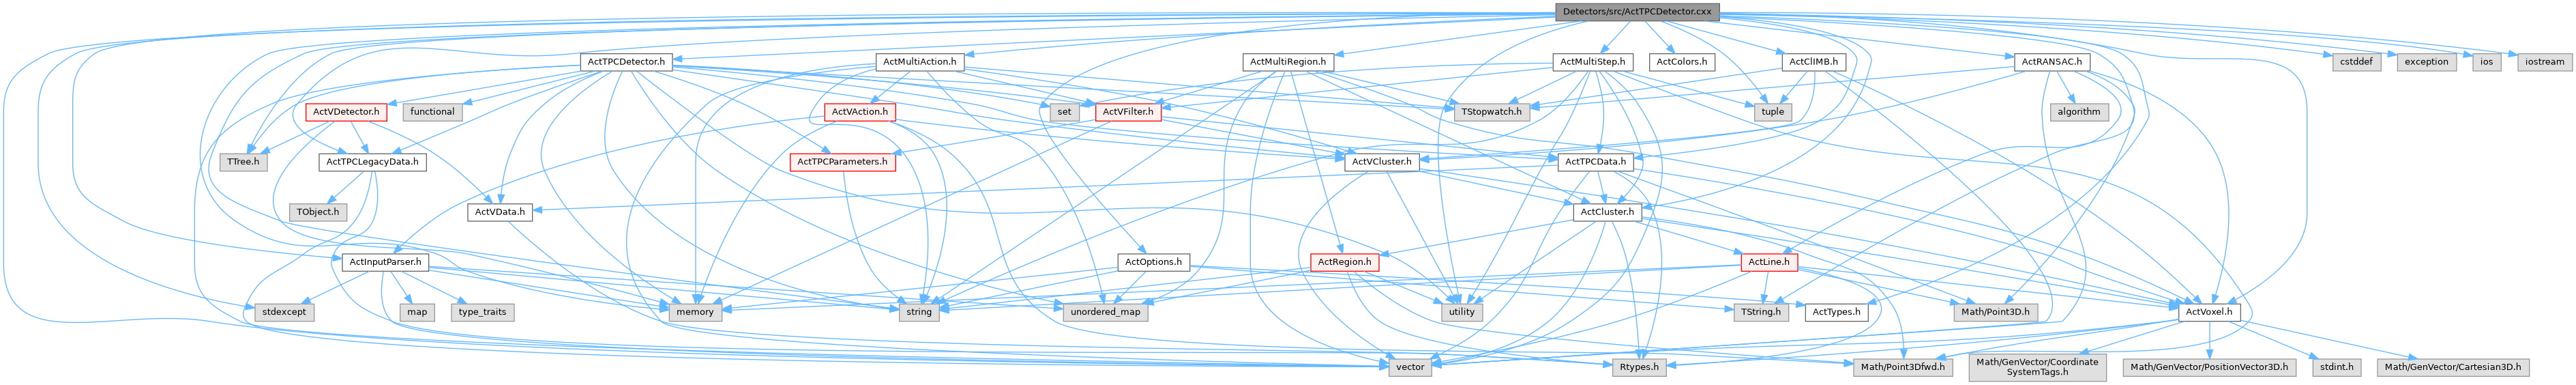 Detectors/src/ActTPCDetector.cxx
ActTPCDetector.h
ActMultiAction.h
ActMultiRegion.h
ActMultiStep.h
ActColors.h
ActClIMB.h
ActRANSAC.h
cstddef
exception
ios
iostream
ActVDetector.h
functional
ActVAction.h
set
ActVFilter.h
TStopwatch.h
tuple
algorithm
TTree.h
ActTPCLegacyData.h
ActTPCParameters.h
ActVCluster.h
ActTPCData.h
TObject.h
ActVData.h
ActCluster.h
ActInputParser.h
ActOptions.h
ActRegion.h
ActLine.h
stdexcept
map
type_traits
memory
string
unordered_map
utility
TString.h
ActTypes.h
Math/Point3D.h
ActVoxel.h
vector
Rtypes.h
Math/Point3Dfwd.h
Math/GenVector/Coordinate
SystemTags.h
Math/GenVector/PositionVector3D.h
stdint.h
Math/GenVector/Cartesian3D.h